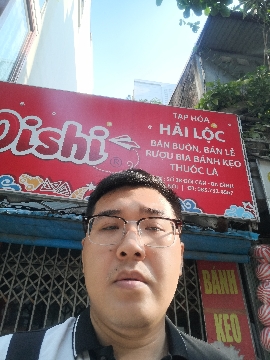 Oishi
TẠP HÓA
HẢI LỘC
BÁN BUÔN, BÁN LẺ
RƯỢU BIA BÁNH KẸO
THUỐC LÁ
BÁNH
KẸO